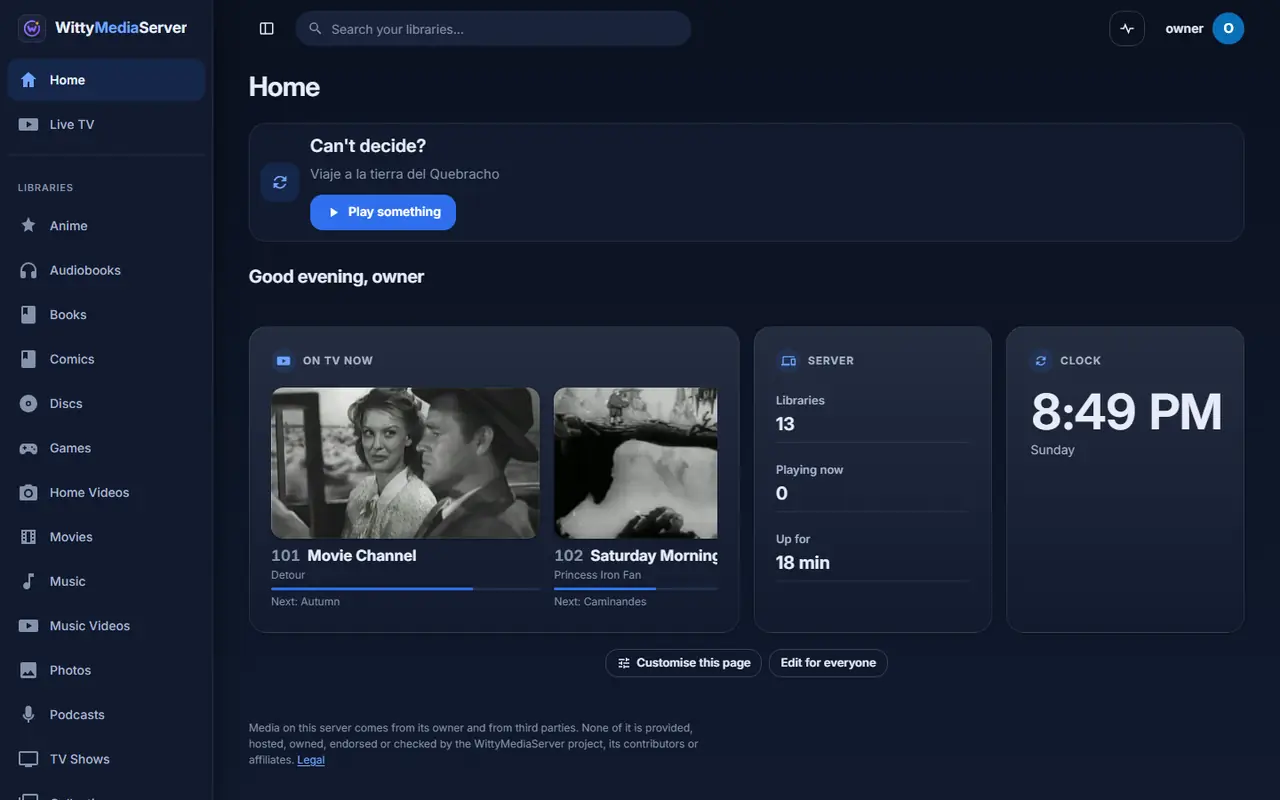 WittyMediaServer
Search your libraries...
owner
O
Home
Live TV
LIBRARIES
Anime
Audiobooks
Books
Comics
Discs
Games
Home Videos
Movies
Music
Music Videos
Photos
Podcasts
TV Shows
Home
Can't decide?
Viaje a la tierra del Quebracho
Play something
Good evening, owner
ON TV NOW
101 Movie Channel
Detour
Next: Autumn
102 Saturday Morning
Princess Iron Fan
Next: Caminandes
SERVER
Libraries
13
Playing now
0
Up for
18 min
CLOCK
8:49 PM
Sunday
Customise this page
Edit for everyone
Media on this server comes from its owner and from third parties. None of it is provided,
hosted, owned, endorsed or checked by the WittyMediaServer project, its contributors or
affiliates. Legal